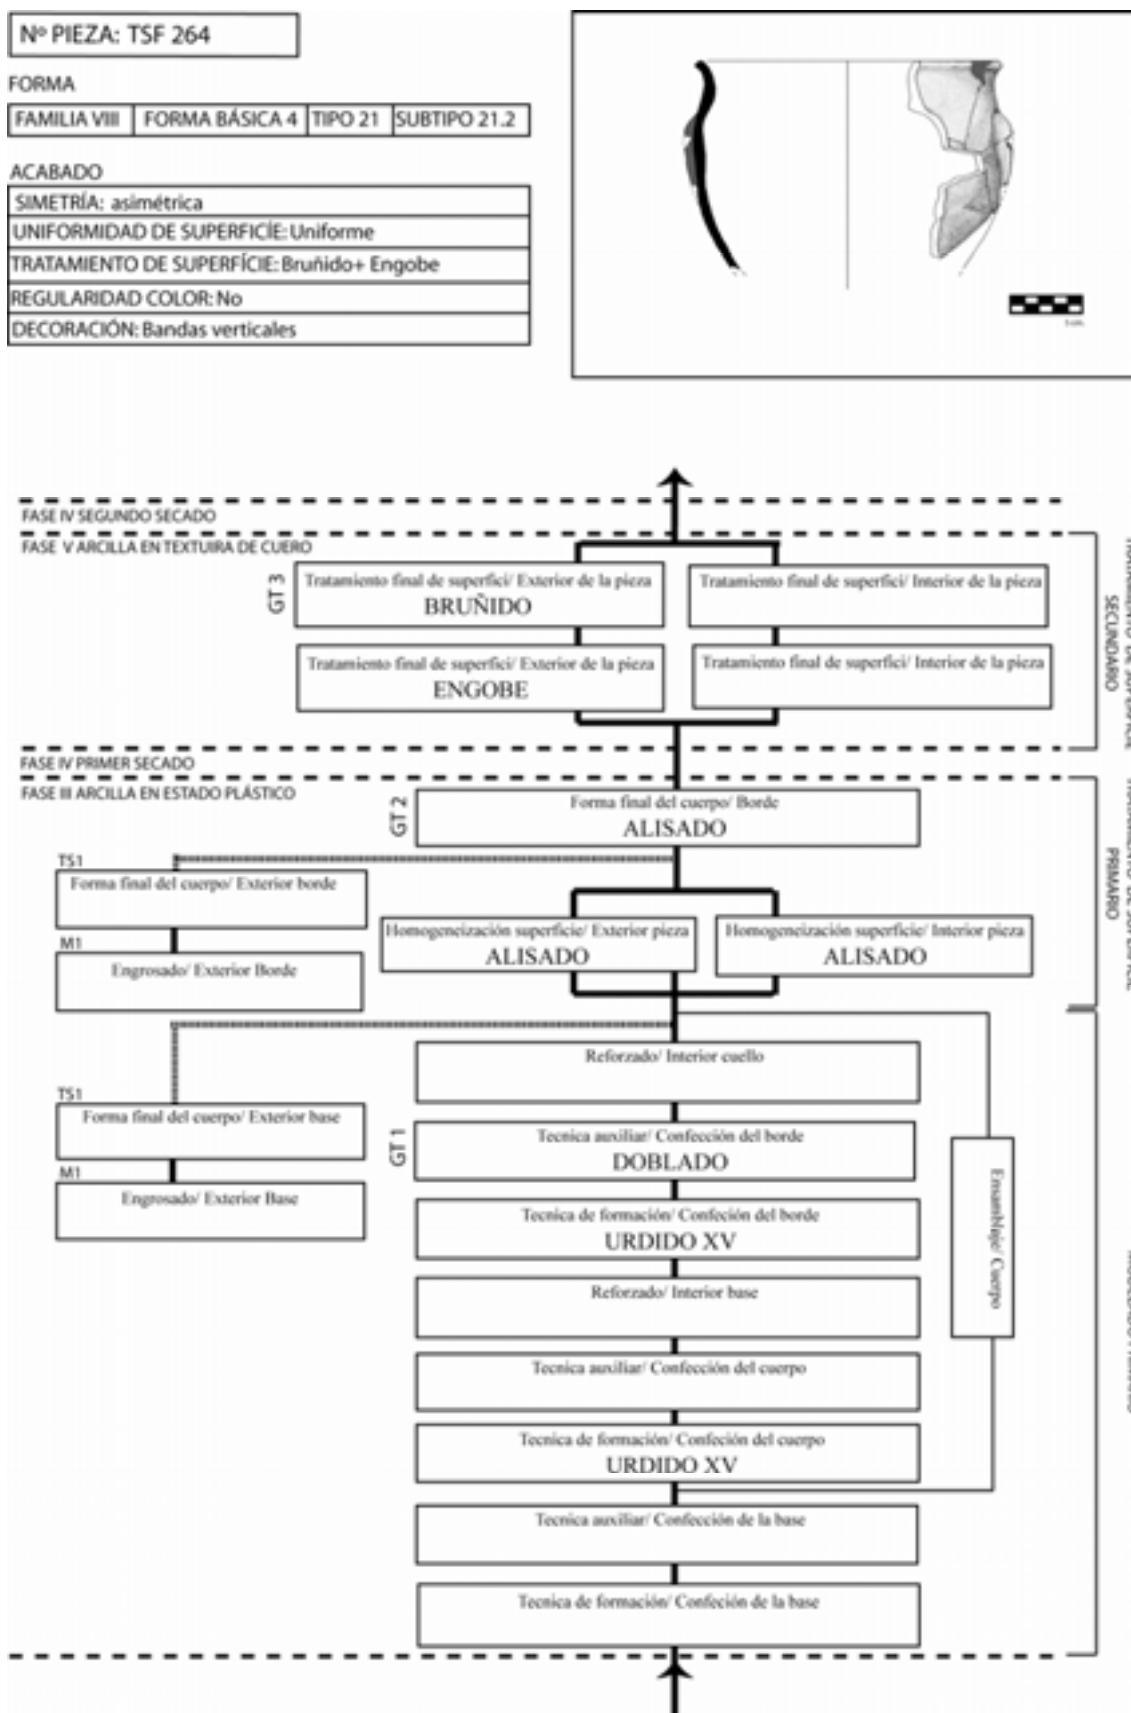 Nº PIEZA: TSF 264
FORMA
FAMILIA VIII FORMA BÁSICA 4 TIPO 21 SUBTIPO 21.2
ACABADO
SIMETRÍA: asimétrica
UNIFORMIDAD DE SUPERFICÍE: Uniforme
TRATAMIENTO DE SUPERFÍCIE: Bruñido+ Engobe
REGULARIDAD COLOR: No
DECORACIÓN: Bandas verticales
FASE IV SEGUNDO SECADO
FASE V ARCILLA EN TEXTUIRA DE CUERO
GT 3
Tratamiento final de superfici/ Exterior de la pieza
BRUÑIDO
Tratamiento final de superfici/ Interior de la pieza
Tratamiento final de superfici/ Exterior de la pieza
ENGOBE
Tratamiento final de superfici/ Interior de la pieza
SECUNDARIO
FASE IV PRIMER SECADO
FASE III ARCILLA EN ESTADO PLÁSTICO
GT 2
Forma final del cuerpo/ Borde
ALISADO
TS1
Forma final del cuerpo/ Exterior borde
M1
Engrosado/ Exterior Borde
Homogeneización superficie/ Exterior pieza
ALISADO
Homogeneización superficie/ Interior pieza
ALISADO
PRIMARIO
Reforzado/ Interior cuello
TS1
Forma final del cuerpo/ Exterior base
M1
Engrosado/ Exterior Base
GT 1
Tecnica auxiliar/ Confección del borde
DOBLADO
Tecnica de formación/ Confeción del borde
URDIDO XV
Reforzado/ Interior base
Tecnica auxiliar/ Confección del cuerpo
Tecnica de formación/ Confeción del cuerpo
URDIDO XV
Ensamblaje/ Cuerpo
Tecnica auxiliar/ Confección de la base
Tecnica de formación/ Confeción de la base